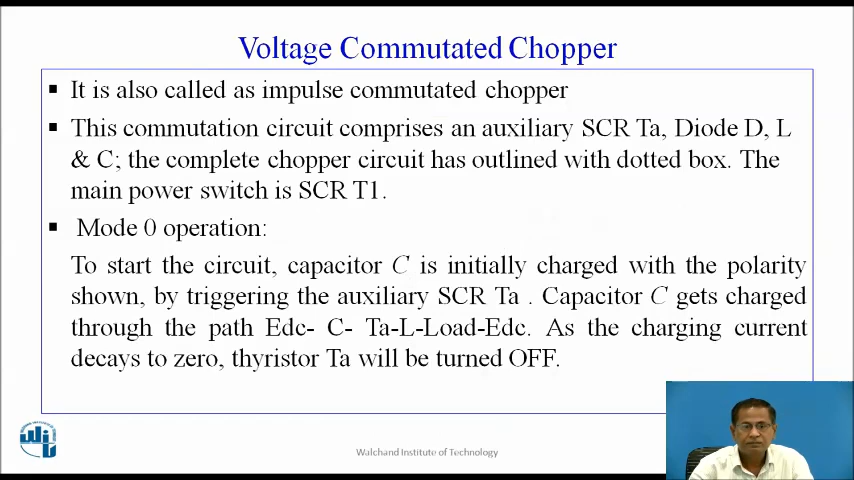 Voltage Commutated Chopper
▪ It is also called as impulse commutated chopper
▪ This commutation circuit comprises an auxiliary SCR Ta, Diode D, L
& C; the complete chopper circuit has outlined with dotted box. The
main power switch is SCR T1.
▪ Mode 0 operation:
To start the circuit, capacitor C is initially charged with the polarity
shown, by triggering the auxiliary SCR Ta . Capacitor C gets charged
through the path Edc- C- Ta-L-Load-Edc. As the charging current
decays to zero, thyristor Ta will be turned OFF.
Walchand Institute of Technology